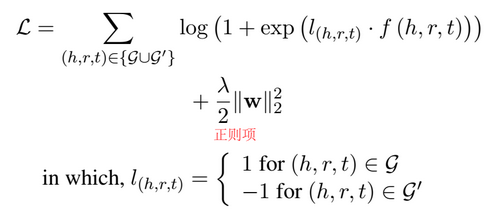 ℒ = ∑_{(h,r,t)∈{𝒢∪𝒢′}} log (1 + exp (l_{(h,r,t)} · f (h, r, t)))
+ λ/2 ‖𝐰‖₂²
正则项
in which, l_{(h,r,t)} = { 1 for (h, r, t) ∈ 𝒢
−1 for (h, r, t) ∈ 𝒢′